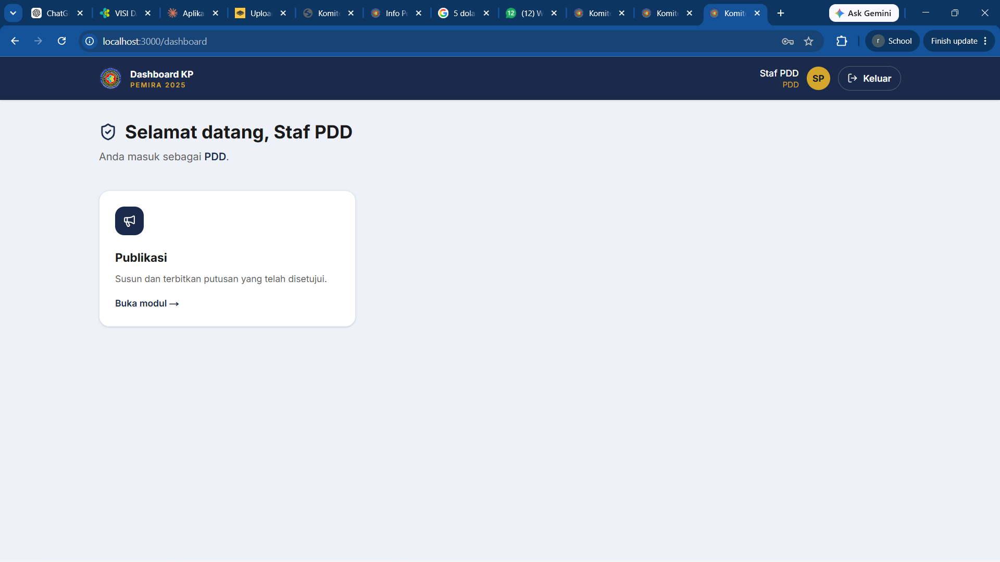 ChatG
VISI D
Aplika
Uploa
Komit
Info P
5 dola
12
(12) W
Komit
Komit
Komit
Ask Gemini
localhost:3000/dashboard
r
School
Finish update
Dashboard KP
PEMIRA 2025
Staf PDD
PDD
SP
Keluar
Selamat datang, Staf PDD
Anda masuk sebagai PDD.
Publikasi
Susun dan terbitkan putusan yang telah disetujui.
Buka modul →